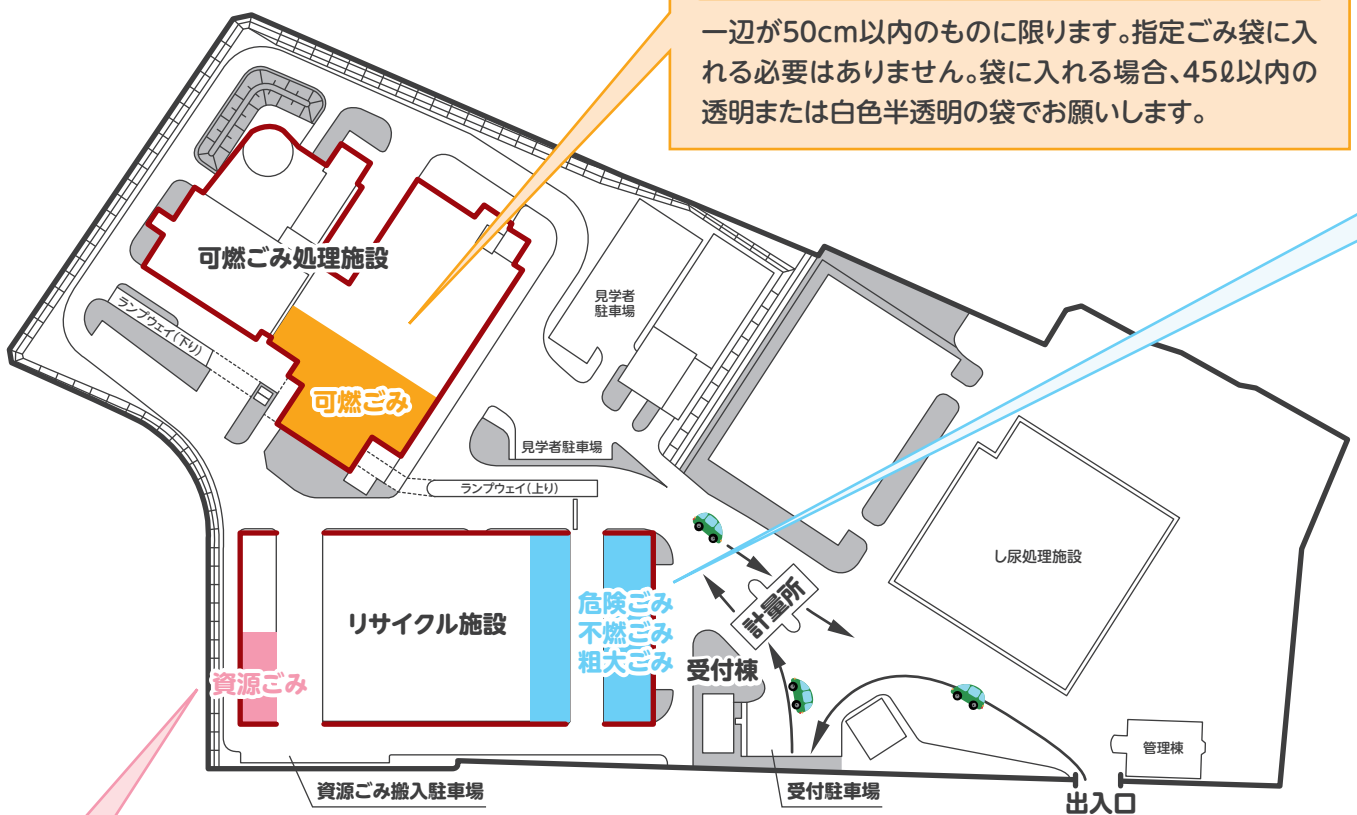 一辺が50cm以内のものに限ります。指定ごみ袋に入
れる必要はありません。袋に入れる場合、45ℓ以内の
透明または白色半透明の袋でお願いします。
可燃ごみ処理施設
見学者
駐車場
ランプウェイ(下り)
可燃ごみ
見学者駐車場
ランプウェイ(上り)
し尿処理施設
リサイクル施設
危険ごみ
不燃ごみ
粗大ごみ
計量所
受付棟
資源ごみ
管理棟
資源ごみ搬入駐車場
受付駐車場
出入口